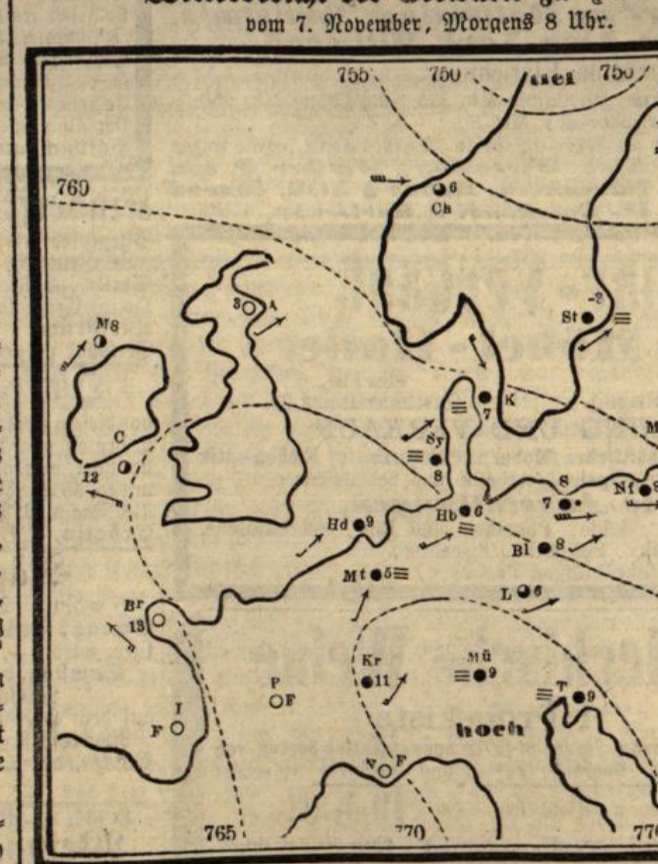 vom 7. November, Morgens 8 Uhr.
755 750 tief 750
760
6
Ch
3 A
St -3
M8
K
7
C
12
Sy
8
S
7
Nf
Hd 9
Hb 6
Bl 8
Mt 5
L 6
Br
13
Kr
11
Mü
9
T 9
P
F
I
F
hoch
F
765 770 770